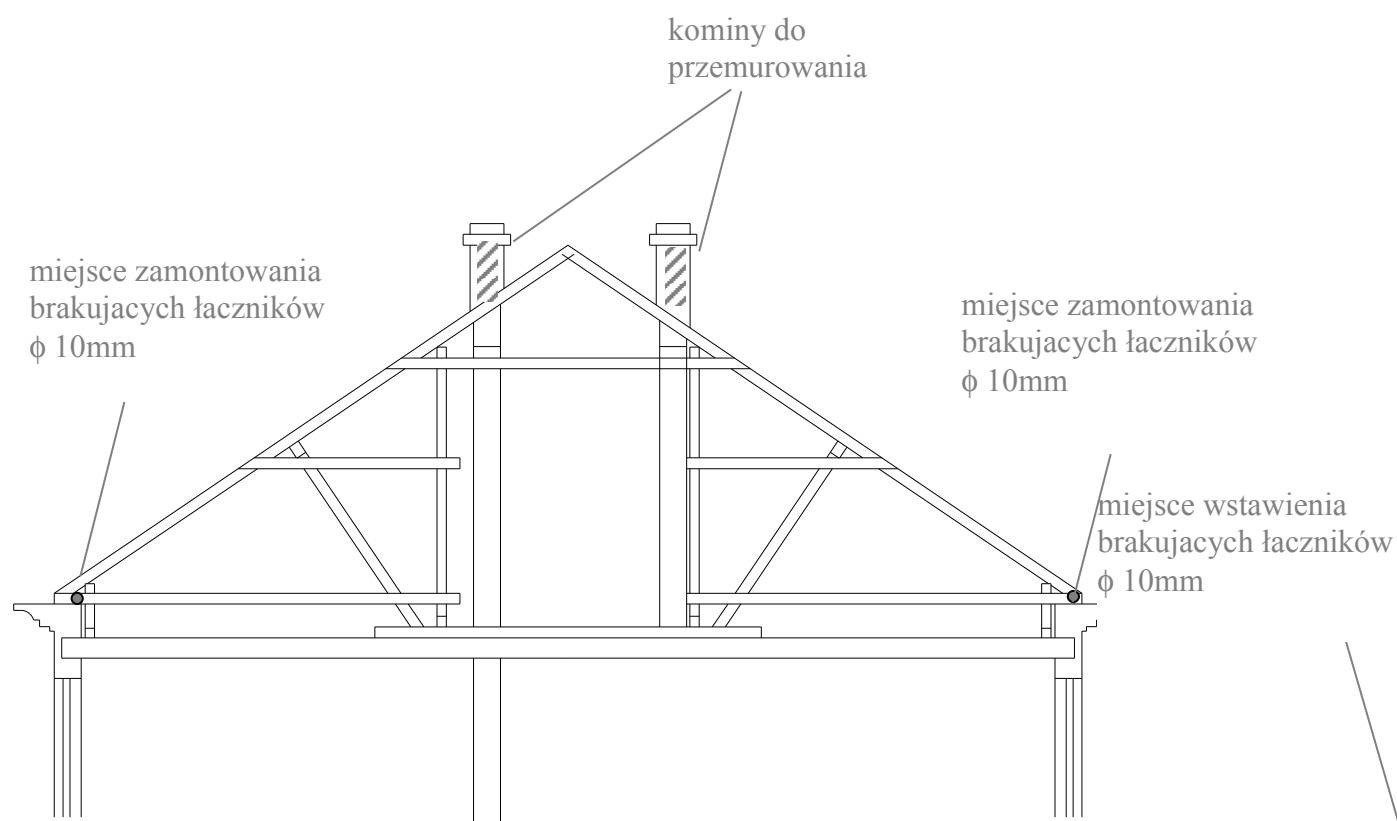 kominy do
przemurowania
miejsce zamontowania
brakujacych łaczników
ϕ 10mm
miejsce zamontowania
brakujacych łaczników
ϕ 10mm
miejsce wstawienia
brakujacych łaczników
ϕ 10mm